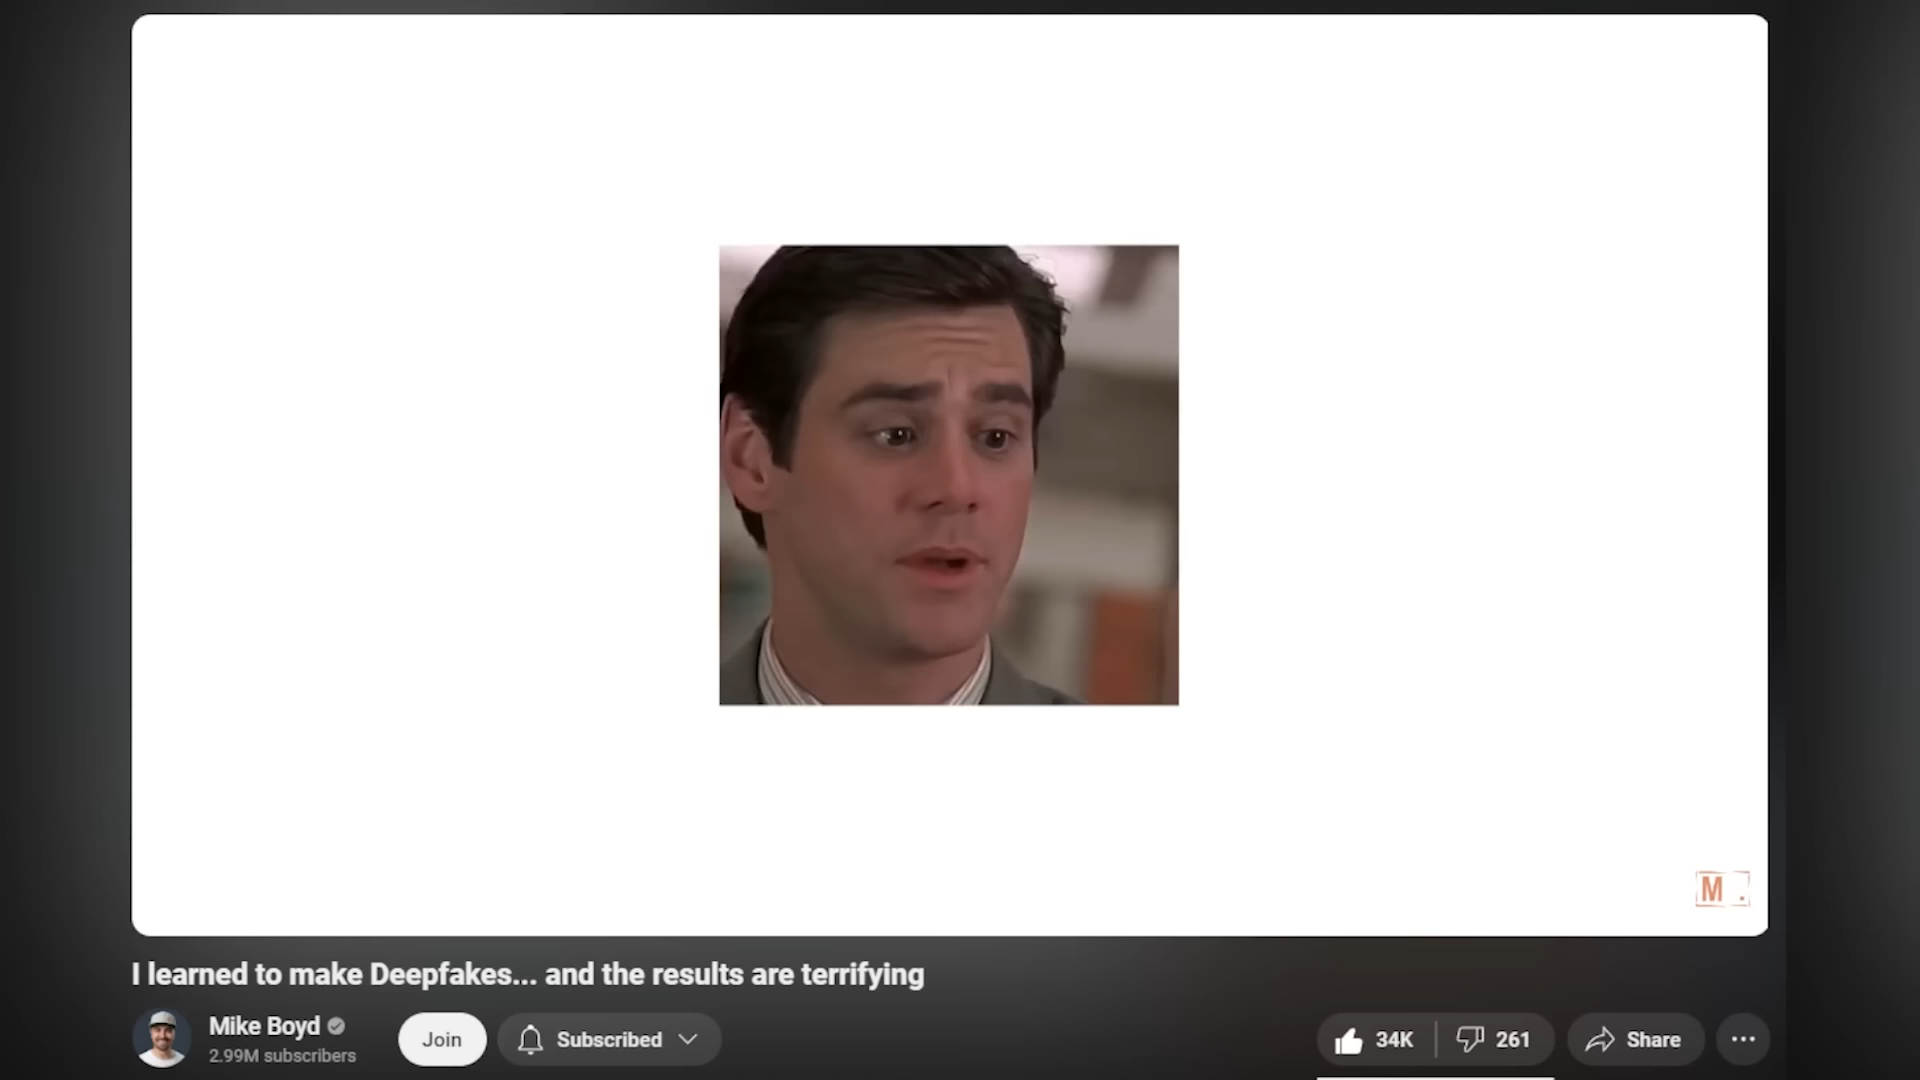 M .
I learned to make Deepfakes... and the results are terrifying
Mike Boyd
2.99M subscribers
Join
Subscribed
34K
261
Share